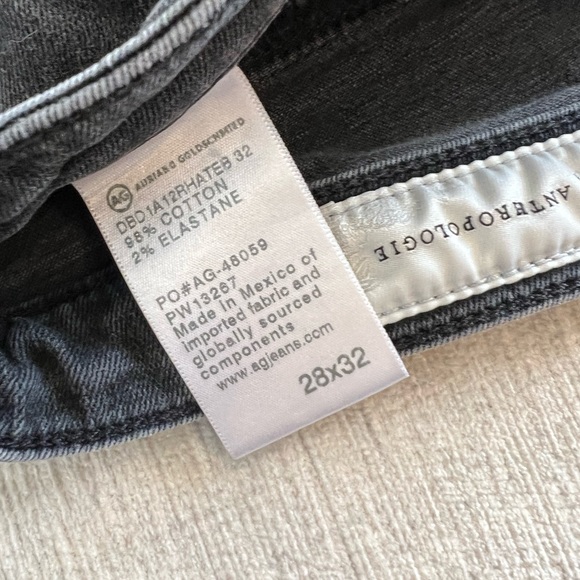 AG ADRIANO GOLDSCHMIED
DBD1A12RHATEB 32
98% COTTON
2% ELASTANE
PO#AG-48059
PW13267
Made in Mexico of
imported fabric and
globally sourced
components
www.agjeans.com
28x32
ANTEROPOLOGIE